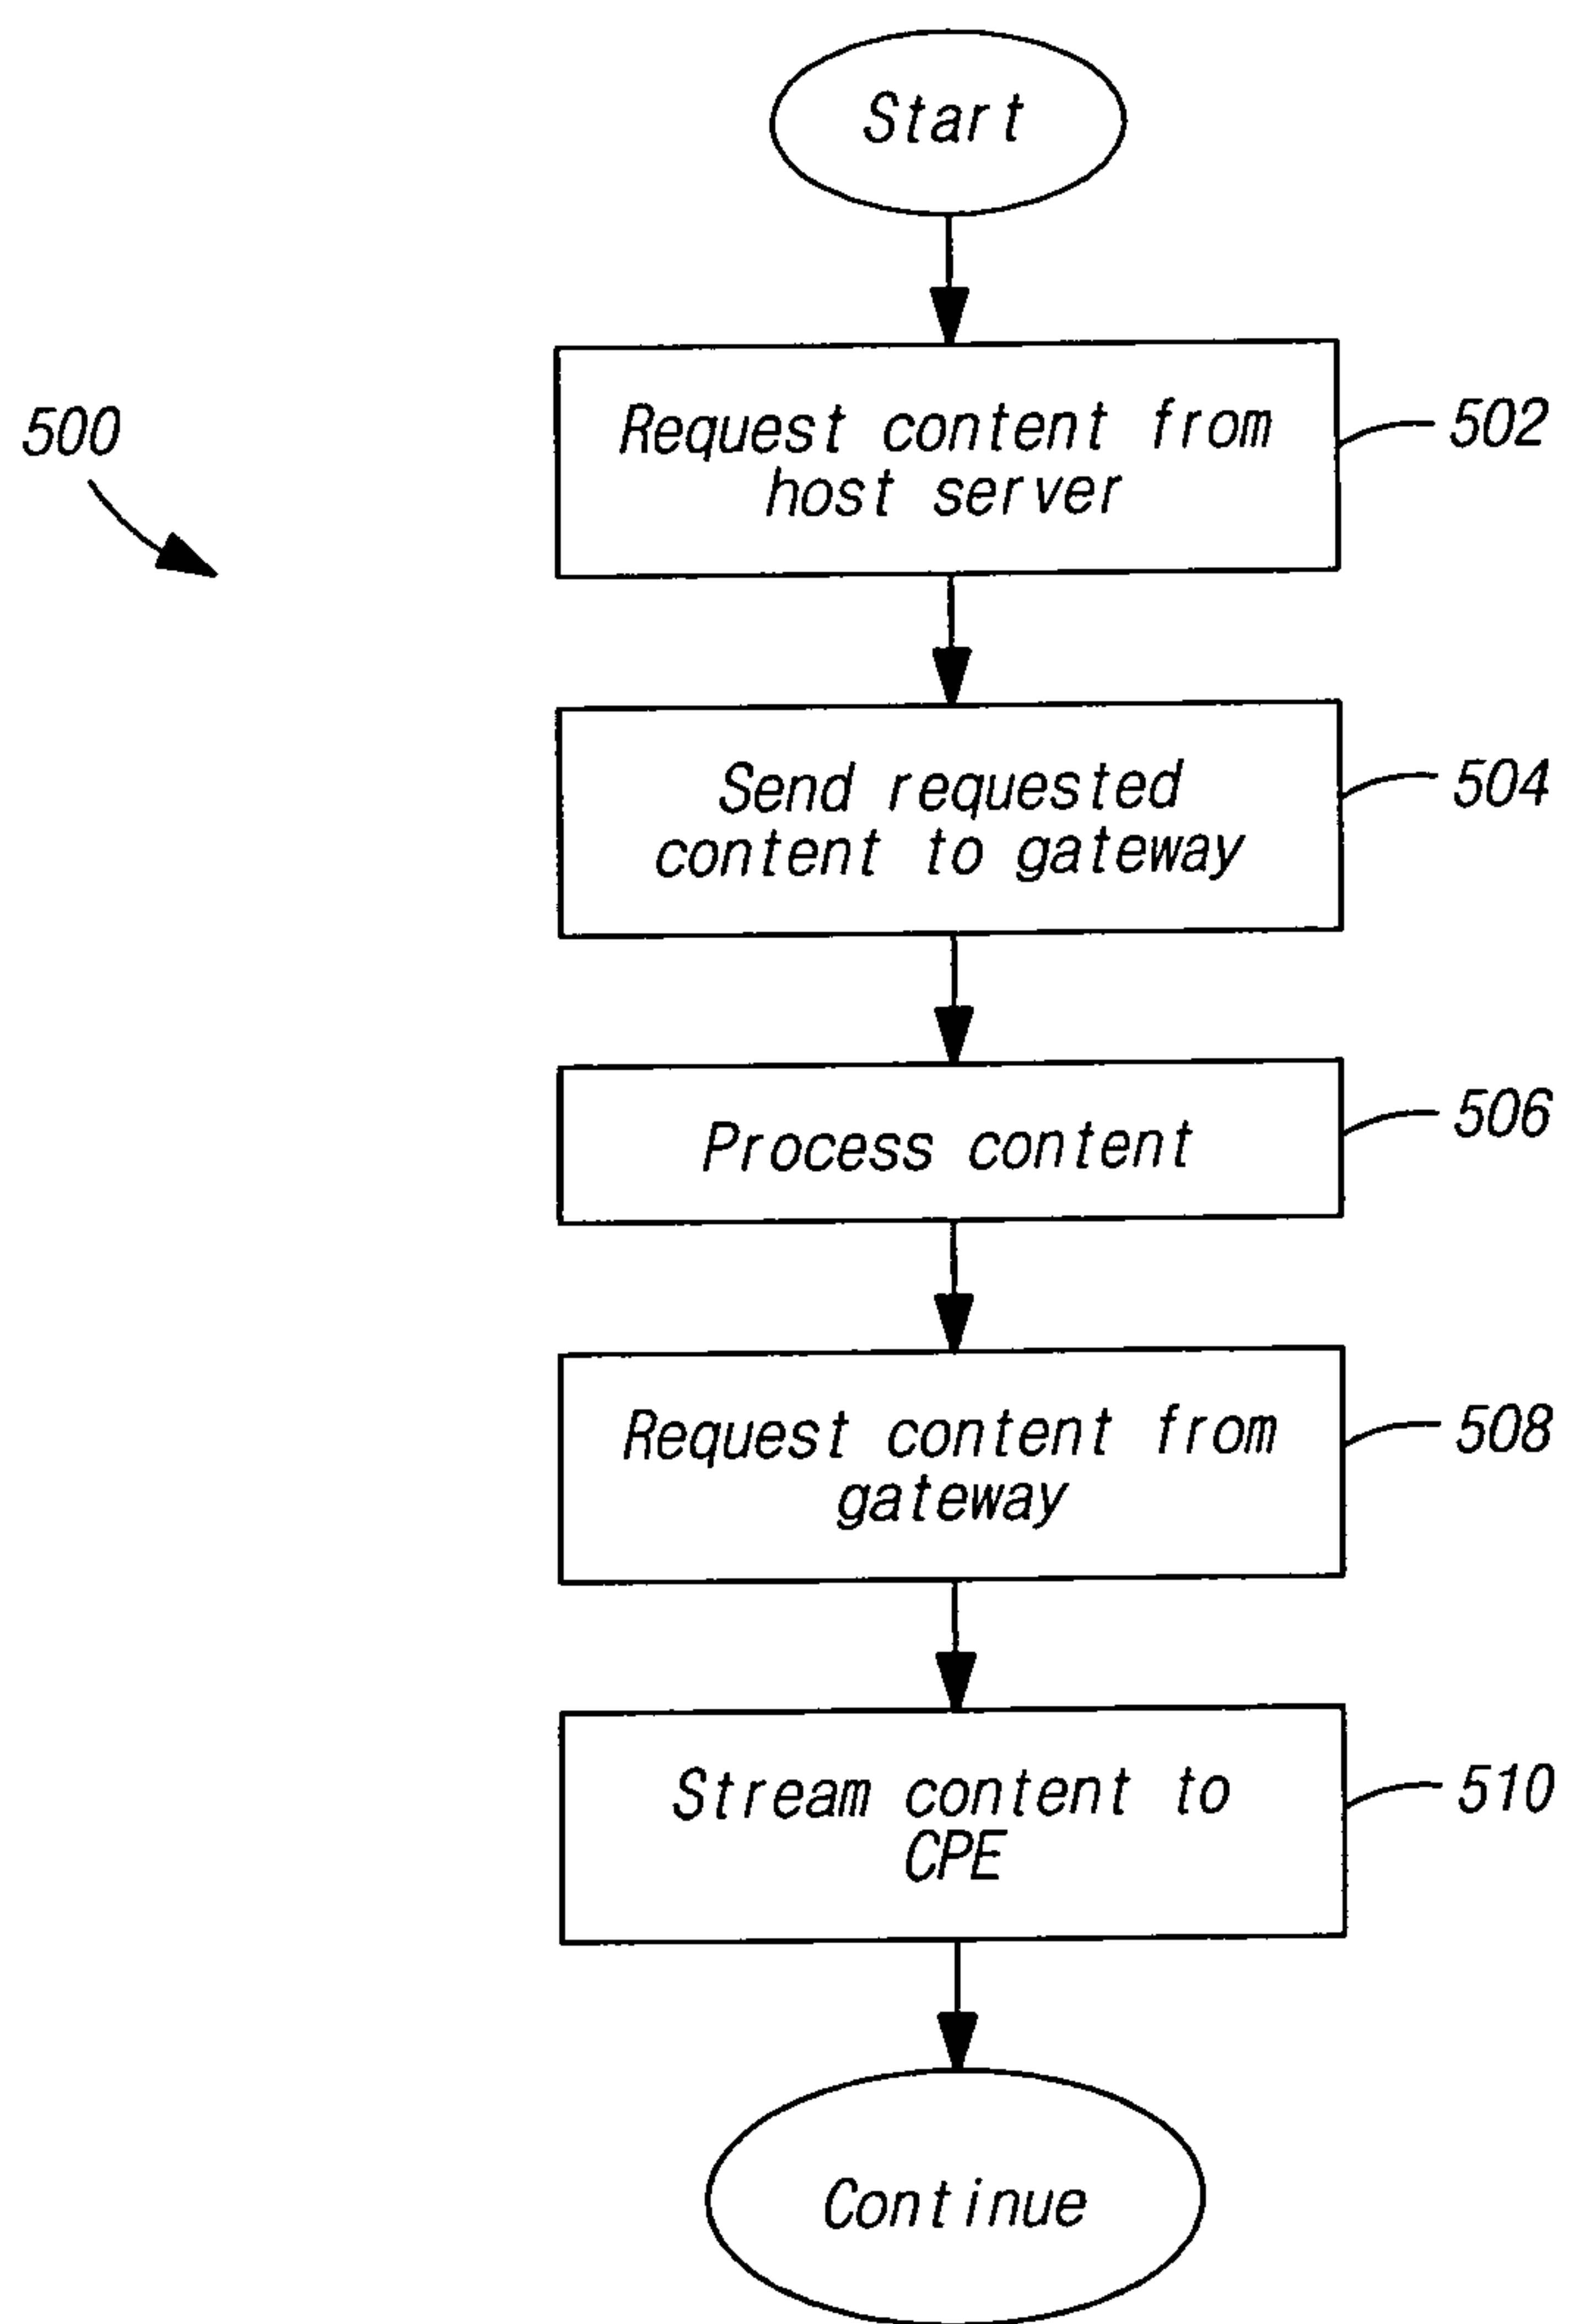 Start
500
Request content from
host server
502
Send requested
content to gateway
504
Process content
506
Request content from
gateway
508
Stream content to
CPE
510
Continue